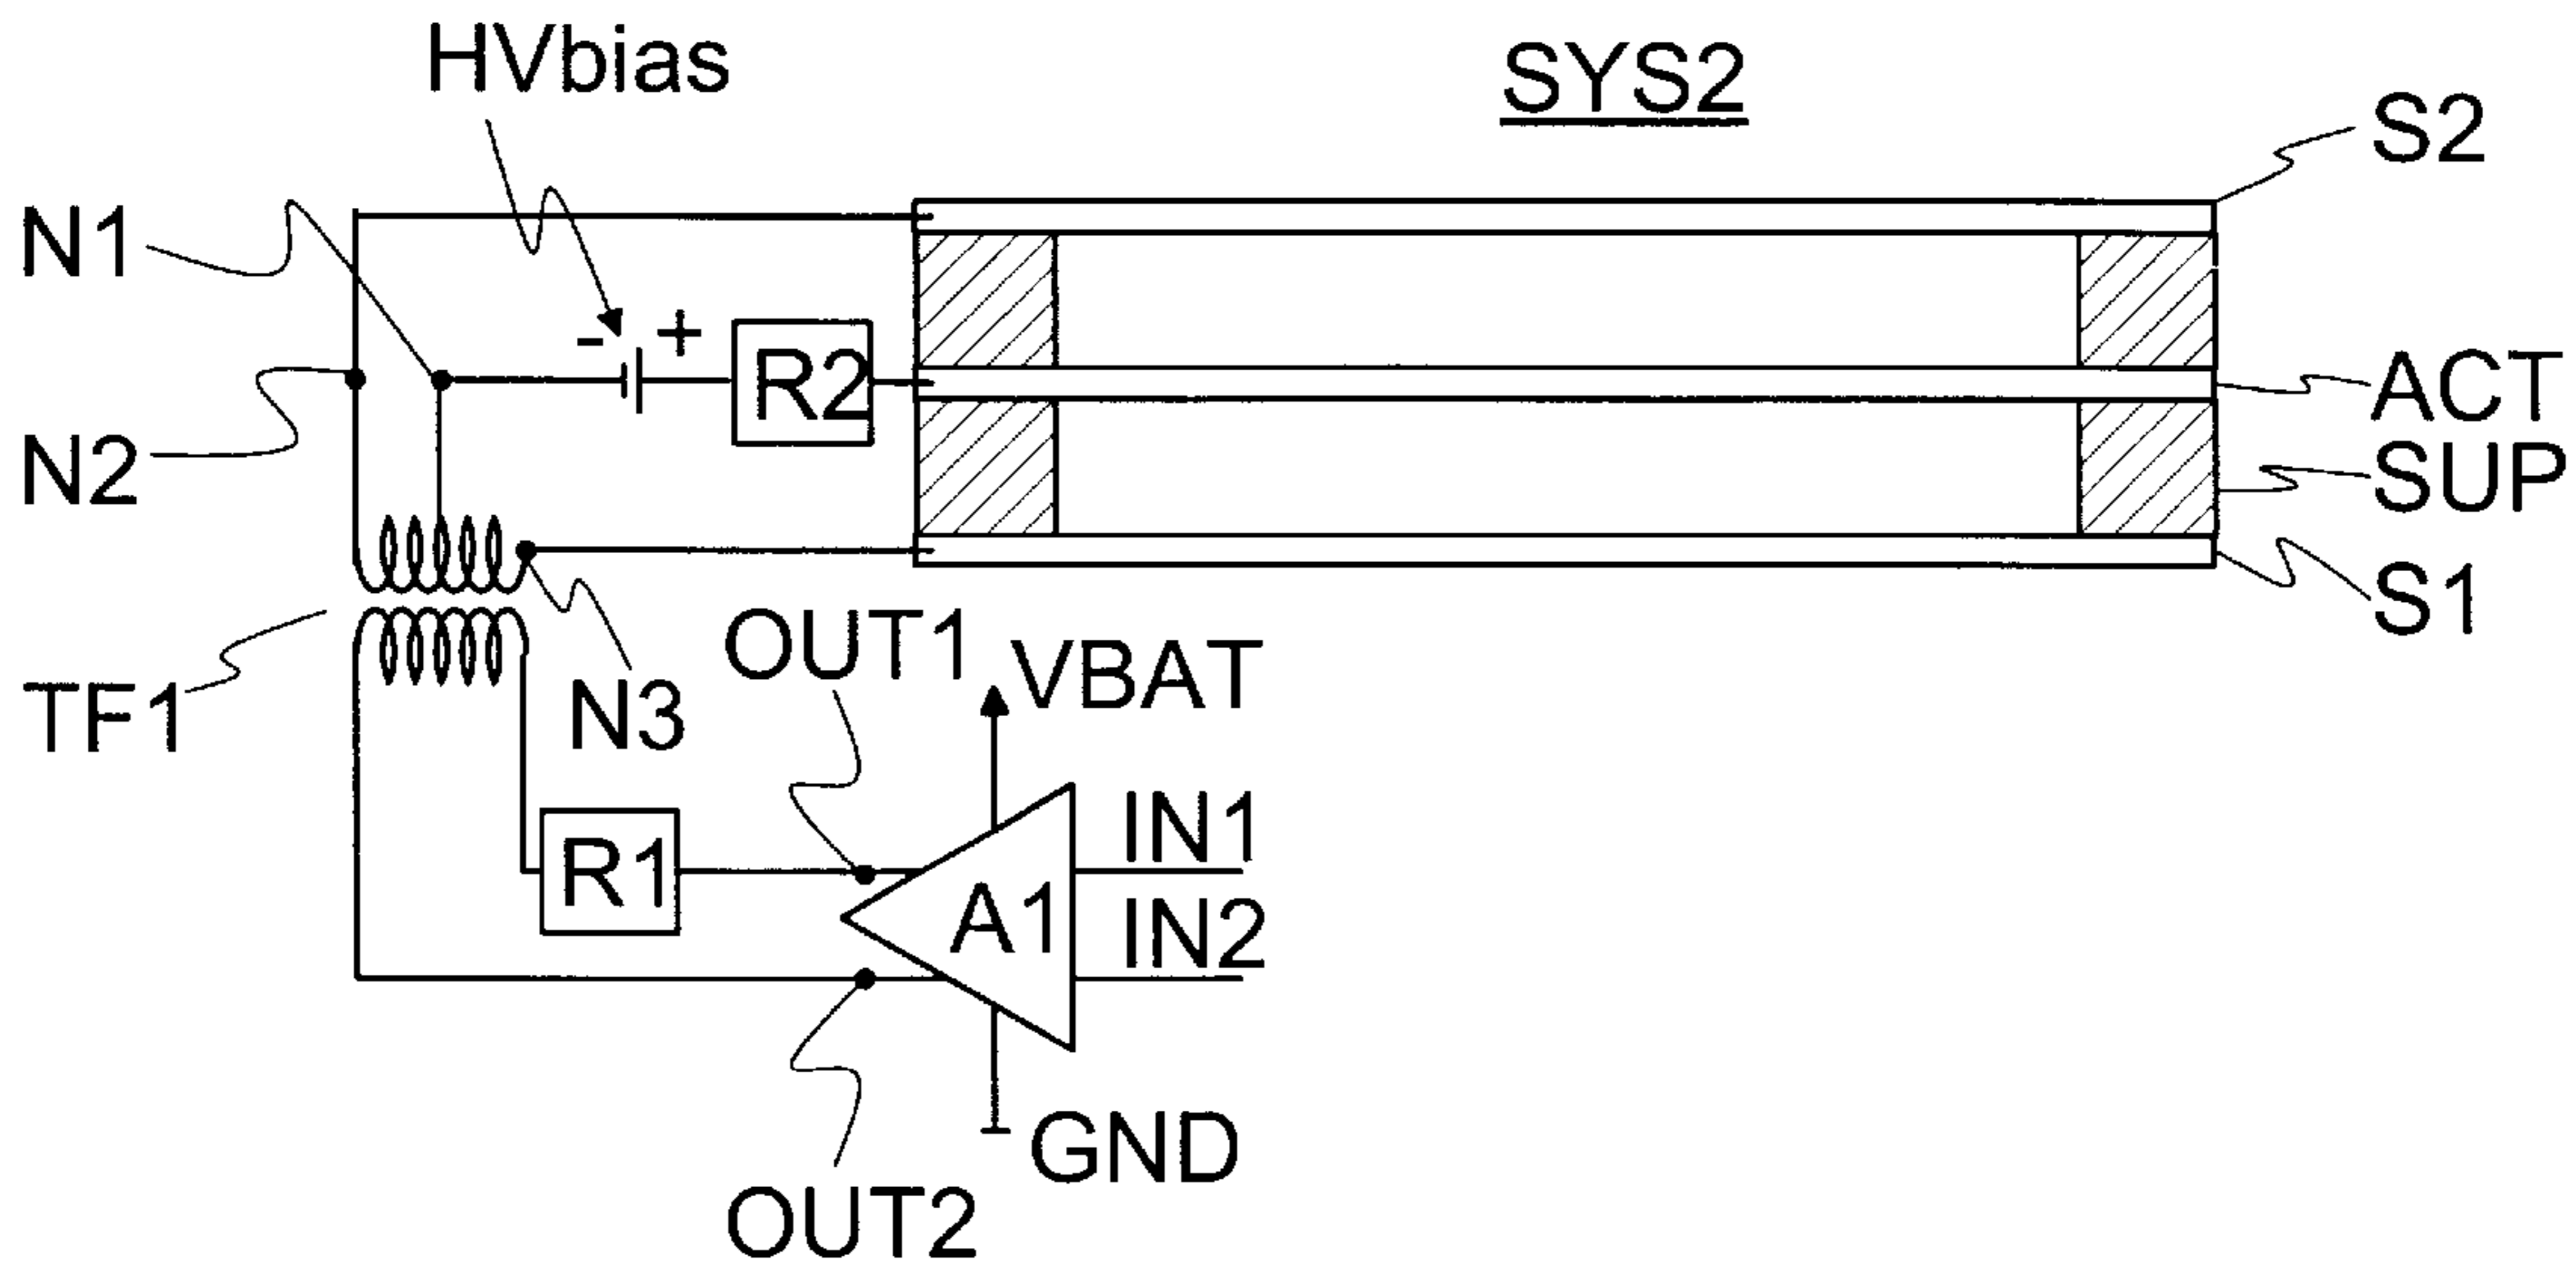 HVbias
SYS2
S2
N1
- +
R2
ACT
N2
SUP
S1
OUT1
VBAT
TF1
N3
IN1
R1
A1
IN2
GND
OUT2